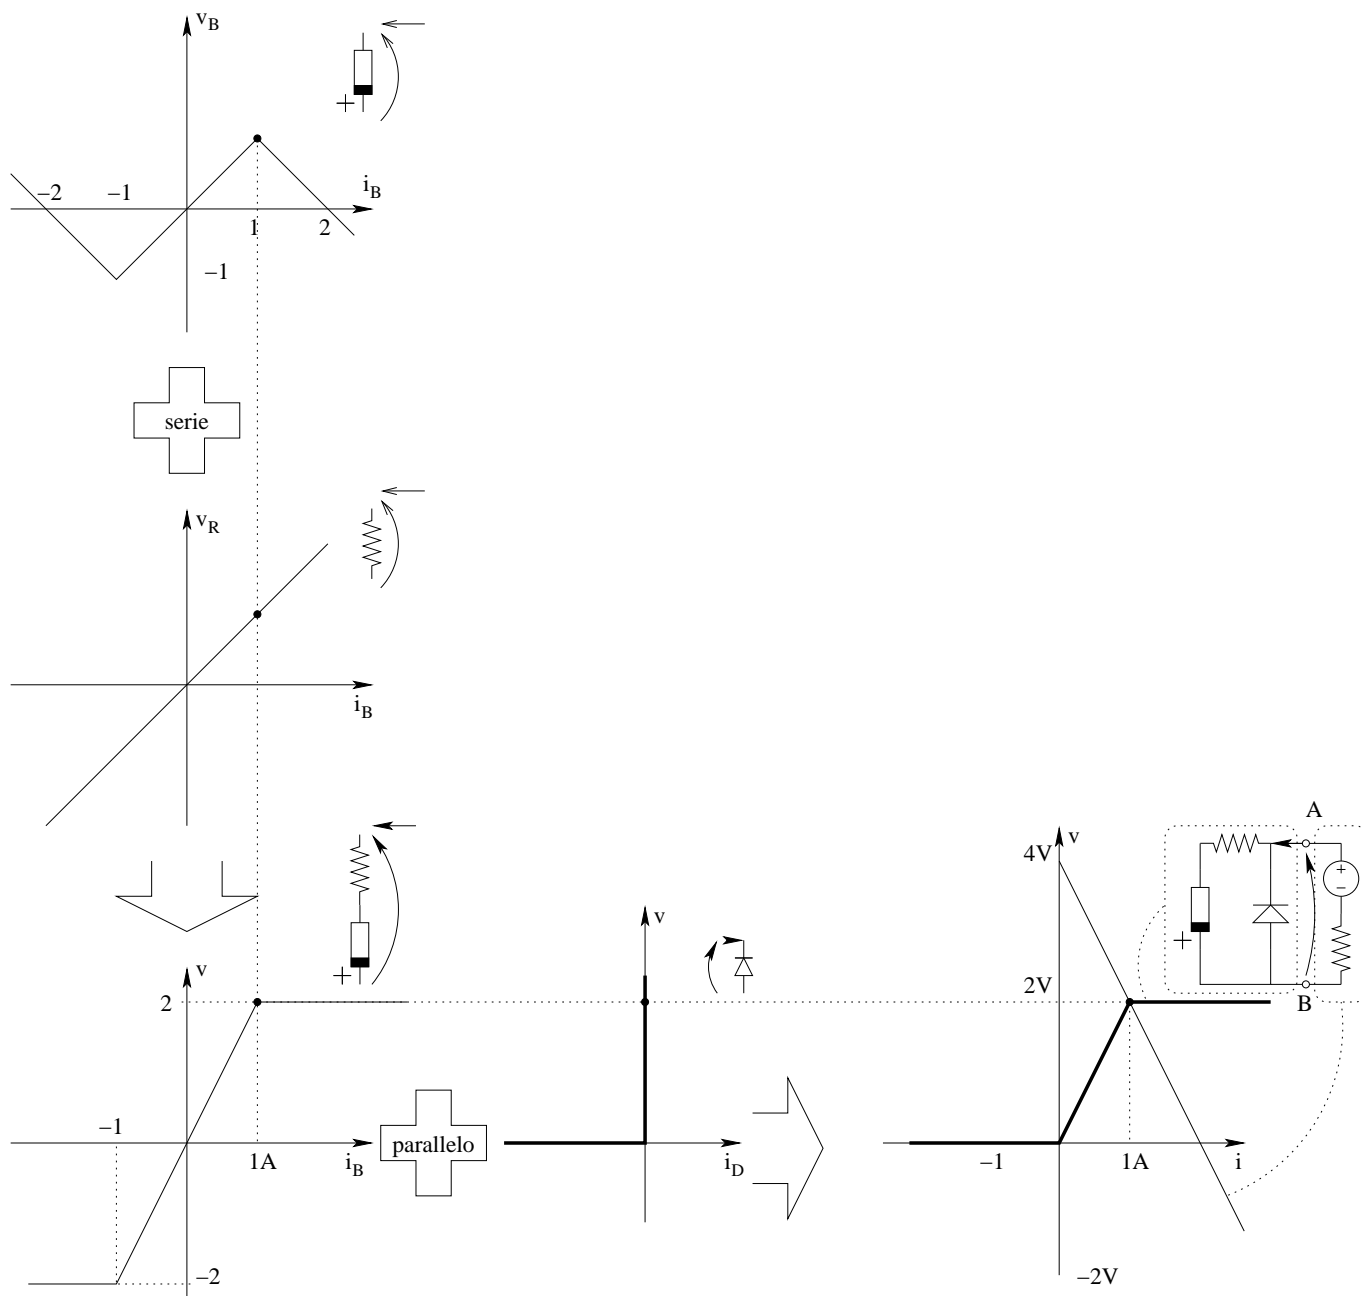 v_B
+
−2 −1 i_B
1 2
−1
serie
v_R
i_B
A
v
4V
+
−
+
v
v
+
2V
2
B
−1
parallelo
1A i_B
i_D
−1 1A i
−2
−2V